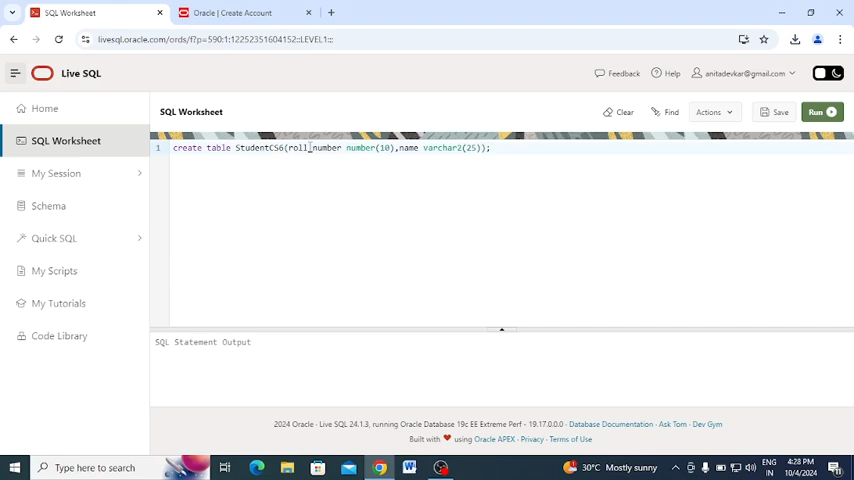 SQL Worksheet
Oracle | Create Account
livesql.oracle.com/ords/f?p=590:1:12252351604152::LEVEL1:::
Live SQL
Feedback
Help
anitadevkar@gmail.com
Home
SQL Worksheet
Clear
Find
Actions
Save
Run
SQL Worksheet
1 create table StudentCS6(roll_number number(10),name varchar2(25));
My Session
Schema
Quick SQL
My Scripts
My Tutorials
Code Library
SQL Statement Output
2024 Oracle · Live SQL 24.1.3, running Oracle Database 19c EE Extreme Perf - 19.17.0.0.0 · Database Documentation · Ask Tom · Dev Gym
Built with ❤ using Oracle APEX · Privacy · Terms of Use
Type here to search
30°C Mostly sunny
ENG
IN
4:28 PM
10/4/2024